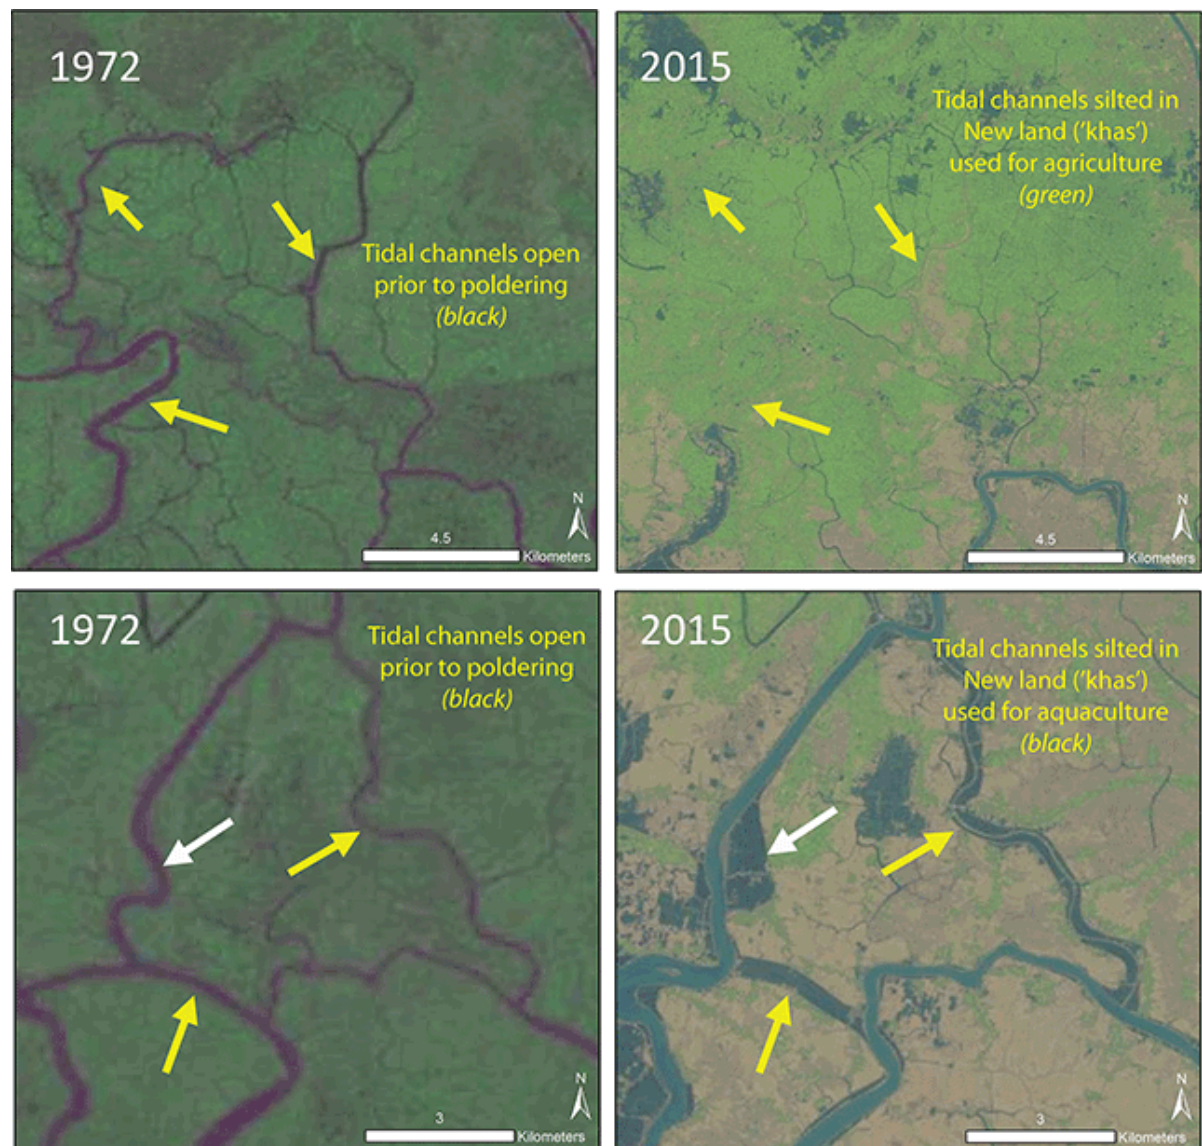 1972
Tidal channels open
prior to poldering
(black)
N
4.5
Kilometers
2015
Tidal channels silted in
New land ('khas')
used for agriculture
(green)
N
4.5
Kilometers
1972
Tidal channels open
prior to poldering
(black)
N
3
Kilometers
2015
Tidal channels silted in
New land ('khas')
used for aquaculture
(black)
N
3
Kilometers